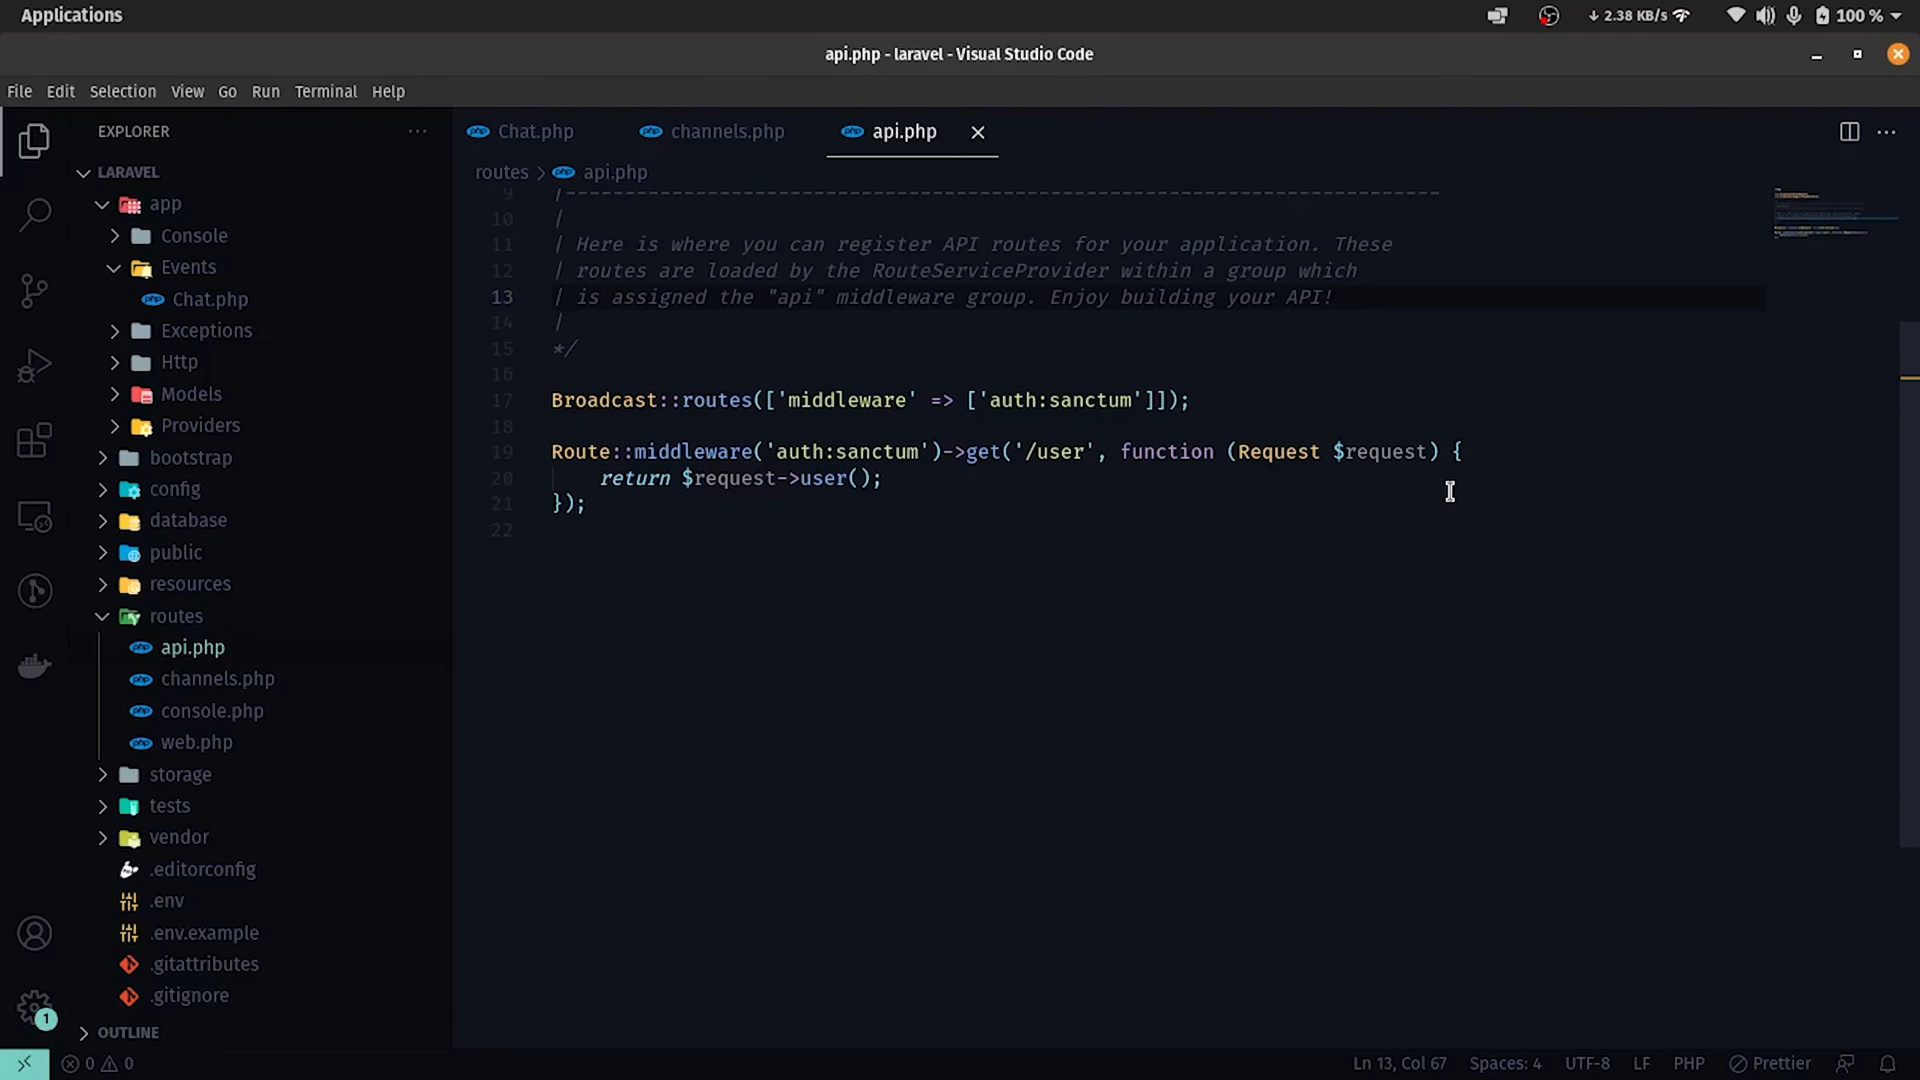 Applications
↓ 2.38 KB/s
100 %
api.php - laravel - Visual Studio Code
File Edit Selection View Go Run Terminal Help
EXPLORER
LARAVEL
app
Console
Events
Chat.php
Exceptions
Http
Models
Providers
bootstrap
config
database
public
resources
routes
api.php
channels.php
console.php
web.php
storage
tests
vendor
.editorconfig
.env
.env.example
.gitattributes
.gitignore
1
OUTLINE
php Chat.php
php channels.php
php api.php
routes > php api.php
9 |--------------------------------------------------------------------------
10 |
11 | Here is where you can register API routes for your application. These
12 | routes are loaded by the RouteServiceProvider within a group which
13 | is assigned the "api" middleware group. Enjoy building your API!
14 |
15 */
16
17 Broadcast::routes(['middleware' => ['auth:sanctum']]);
18
19 Route::middleware('auth:sanctum')->get('/user', function (Request $request) {
20 return $request->user();
21 });
22
0 0
Ln 13, Col 67 Spaces: 4 UTF-8 LF PHP Prettier